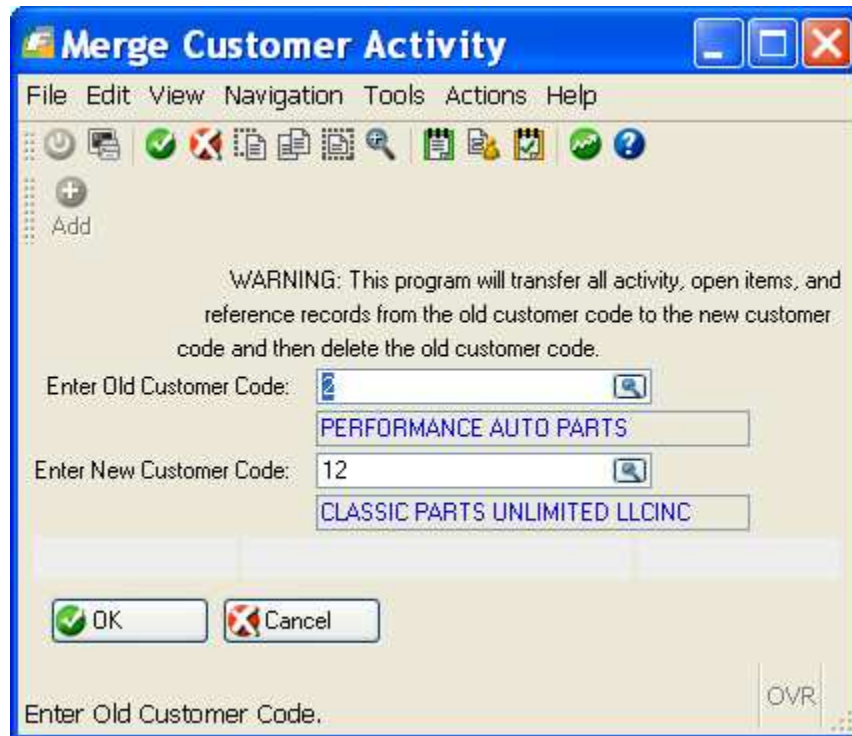 Merge Customer Activity
File Edit View Navigation Tools Actions Help
Add
WARNING: This program will transfer all activity, open items, and
reference records from the old customer code to the new customer
code and then delete the old customer code.
Enter Old Customer Code: 2
PERFORMANCE AUTO PARTS
Enter New Customer Code: 12
CLASSIC PARTS UNLIMITED LLCINC
OK Cancel
OVR
Enter Old Customer Code.